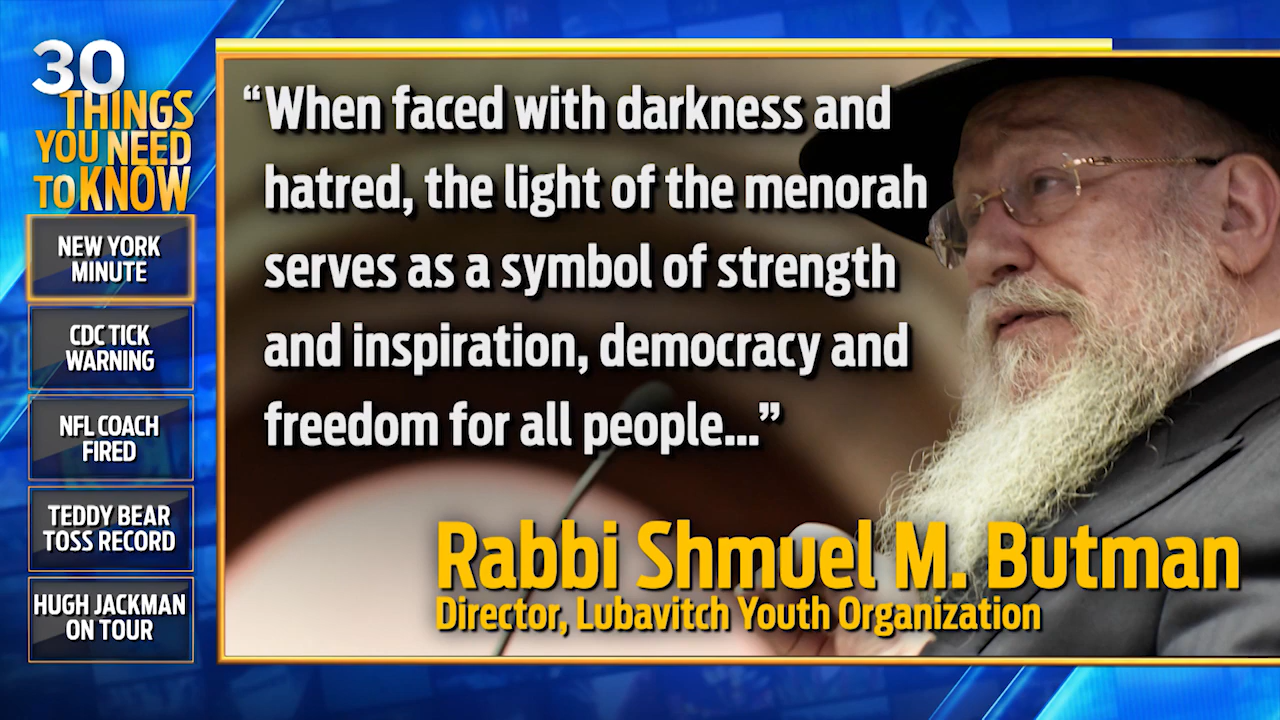 30
THINGS
YOU NEED
TO KNOW
NEW YORK
MINUTE
CDC TICK
WARNING
NFL COACH
FIRED
TEDDY BEAR
TOSS RECORD
HUGH JACKMAN
ON TOUR
“When faced with darkness and
hatred, the light of the menorah
serves as a symbol of strength
and inspiration, democracy and
freedom for all people...”
Rabbi Shmuel M. Butman
Director, Lubavitch Youth Organization